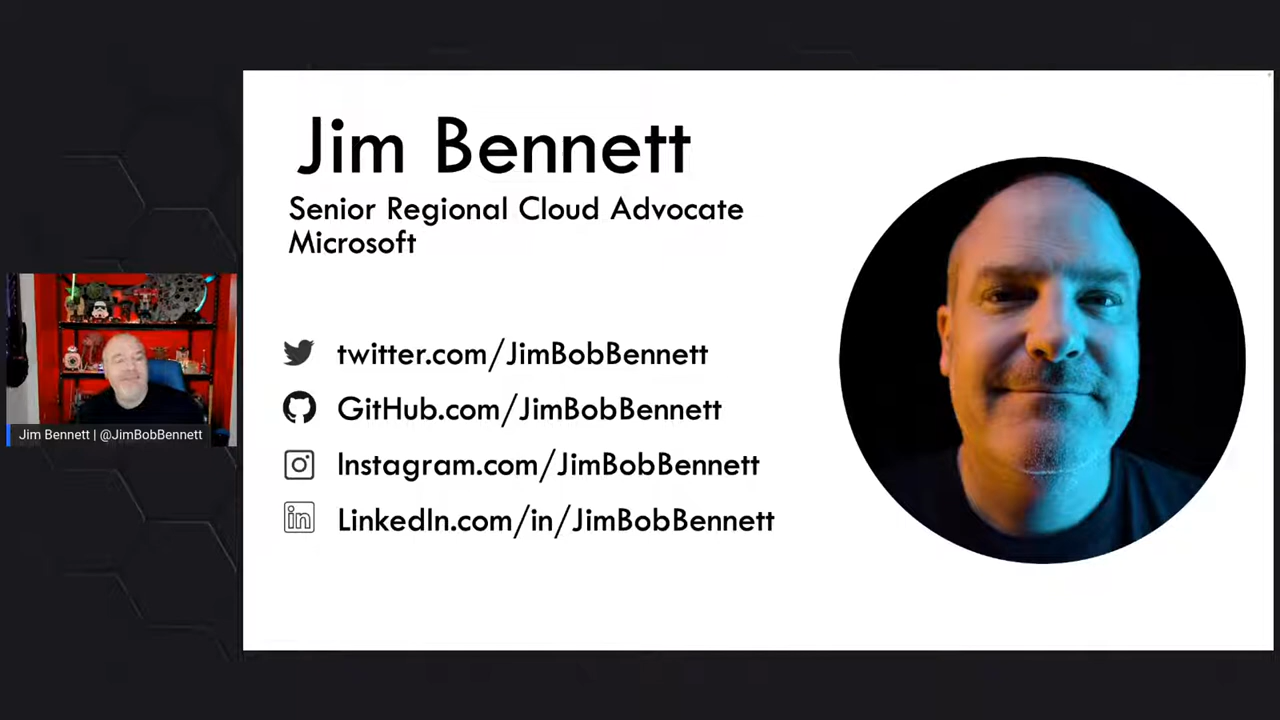 Jim Bennett
Senior Regional Cloud Advocate
Microsoft
twitter.com/JimBobBennett
GitHub.com/JimBobBennett
Instagram.com/JimBobBennett
LinkedIn.com/in/JimBobBennett
Jim Bennett | @JimBobBennett